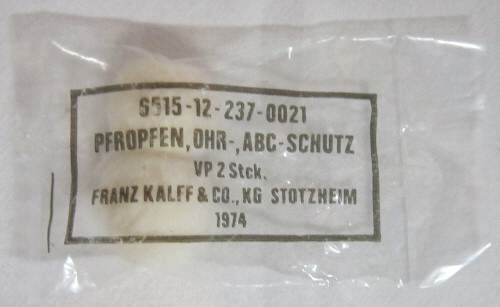 6515-12-237-0021
PFROPFEN, OHR-, ABC-SCHUTZ
VP 2 Stck.
FRANZ KALFF & CO., KG STOTZHEIM
1974